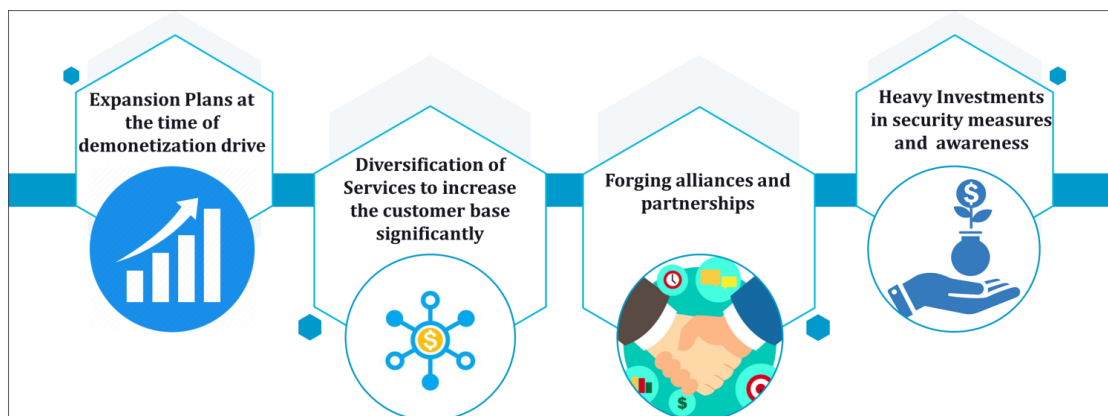 Expansion Plans at
the time of
demonetization drive
Diversification of
Services to increase
the customer base
significantly
Forging alliances and
partnerships
Heavy Investments
in security measures
and awareness
$
$
$